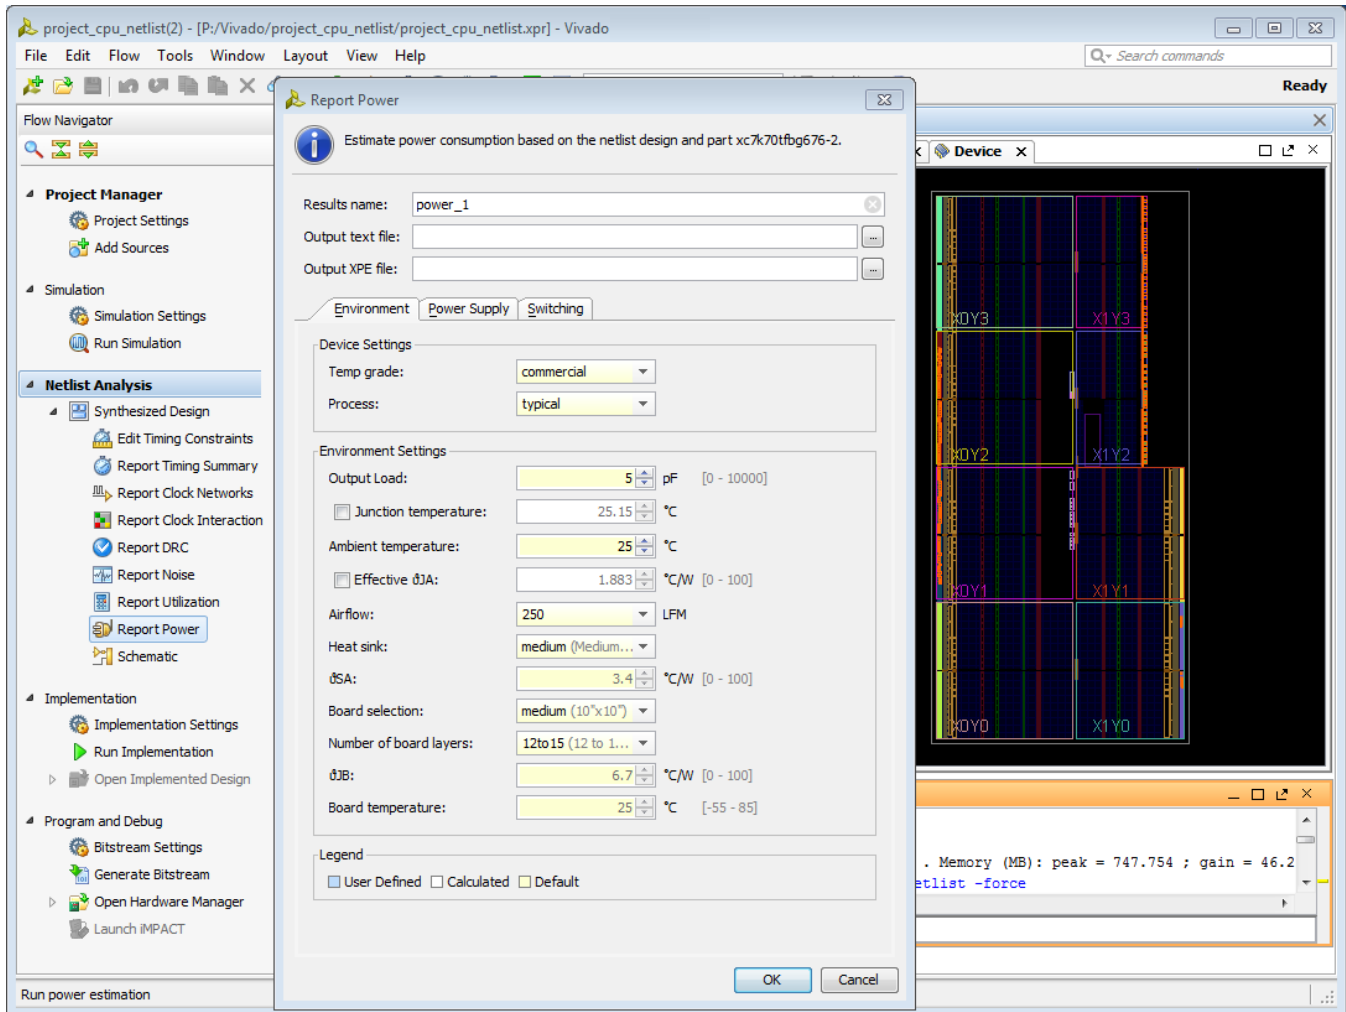 project_cpu_netlist(2) - [P:/Vivado/project_cpu_netlist/project_cpu_netlist.xpr] - Vivado
File Edit Flow Tools Window Layout View Help
Search commands
Ready
Flow Navigator
Project Manager
Project Settings
Add Sources
Simulation
Simulation Settings
Run Simulation
Netlist Analysis
Synthesized Design
Edit Timing Constraints
Report Timing Summary
Report Clock Networks
Report Clock Interaction
Report DRC
Report Noise
Report Utilization
Report Power
Schematic
Implementation
Implementation Settings
Run Implementation
Open Implemented Design
Program and Debug
Bitstream Settings
Generate Bitstream
Open Hardware Manager
Launch iMPACT
Run power estimation
Report Power
Estimate power consumption based on the netlist design and part xc7k70tfbg676-2.
Results name: power_1
Output text file: ...
Output XPE file: ...
Environment Power Supply Switching
Device Settings
Temp grade: commercial
Process: typical
Environment Settings
Output Load: 5 pF [0 - 10000]
Junction temperature: 25.15 °C
Ambient temperature: 25 °C
Effective ϑJA: 1.883 °C/W [0 - 100]
Airflow: 250 LFM
Heat sink: medium (Medium...
ϑSA: 3.4 °C/W [0 - 100]
Board selection: medium (10"x10")
Number of board layers: 12to15 (12 to 1...
ϑJB: 6.7 °C/W [0 - 100]
Board temperature: 25 °C [-55 - 85]
Legend
User Defined Calculated Default
OK Cancel
Device
X0Y3 X1Y3
X0Y2 X1Y2
X0Y1 X1Y1
X0Y0 X1Y0
. Memory (MB): peak = 747.754 ; gain = 46.2
etlist -force